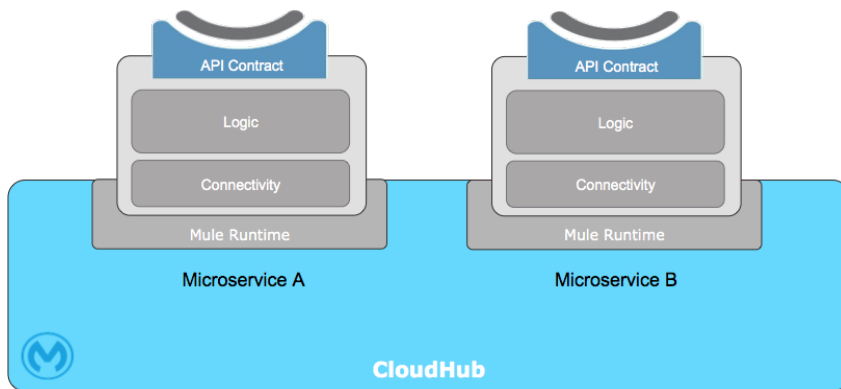 API Contract
API Contract
Logic
Logic
Connectivity
Connectivity
Mule Runtime
Mule Runtime
Microservice A
Microservice B
CloudHub